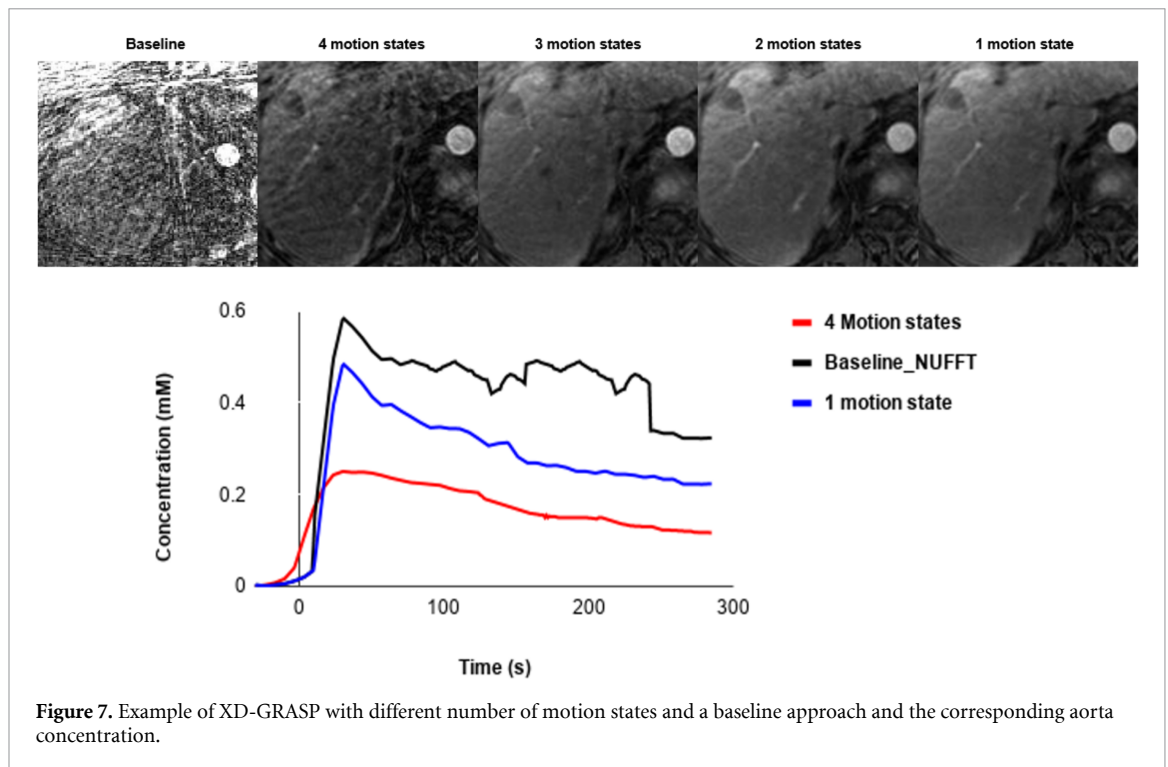 Baseline 4 motion states 3 motion states 2 motion states 1 motion state
0.6
0.4
0.2
0
Concentration (mM)
0 100 200 300
Time (s)
4 Motion states
Baseline_NUFFT
1 motion state
Figure 7. Example of XD-GRASP with different number of motion states and a baseline approach and the corresponding aorta
concentration.